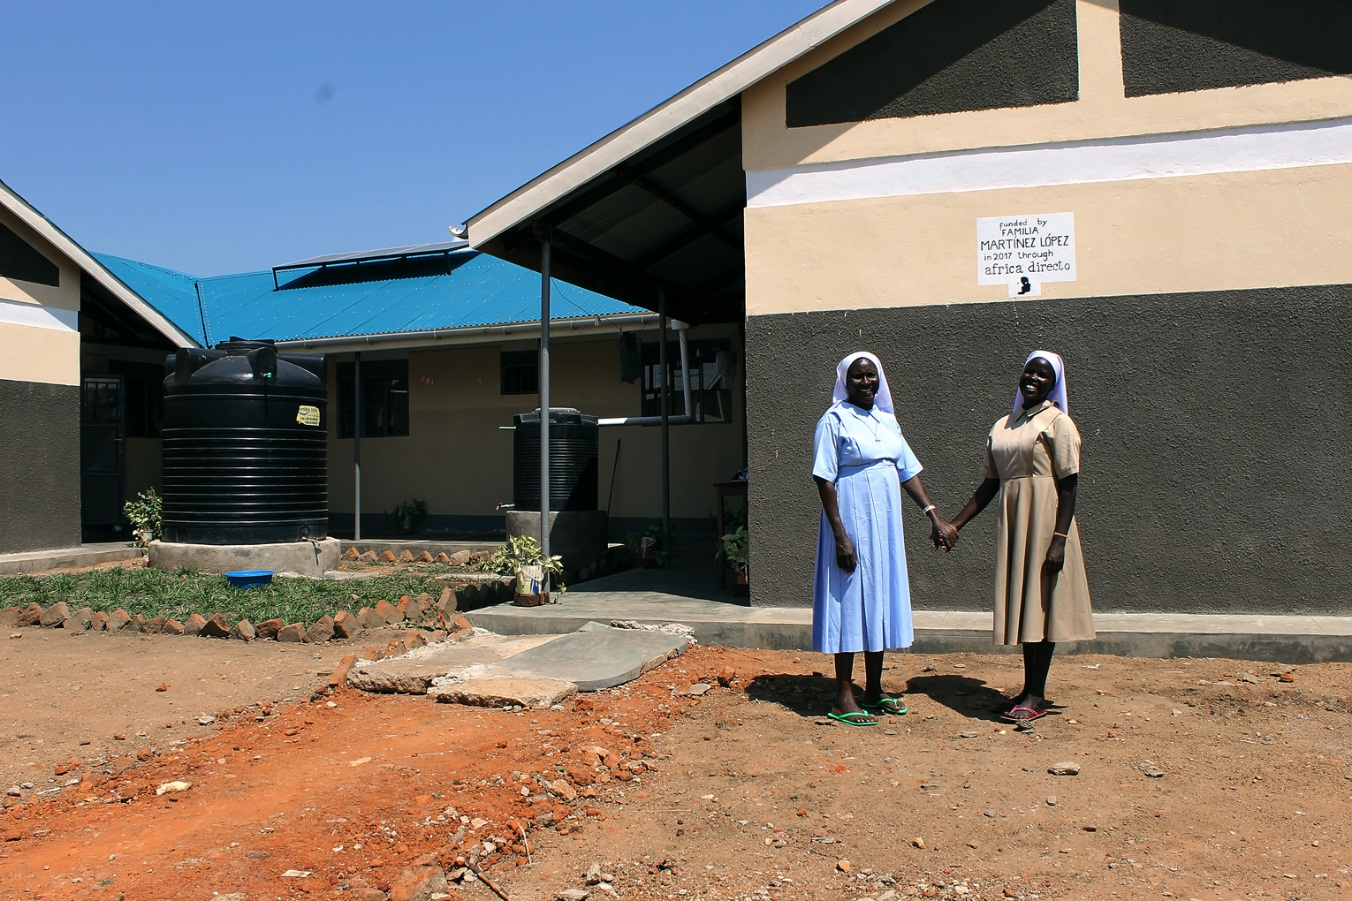 funded by
FAMILIA
MARTÍNEZ LÓPEZ
in 2017 through
africa directo